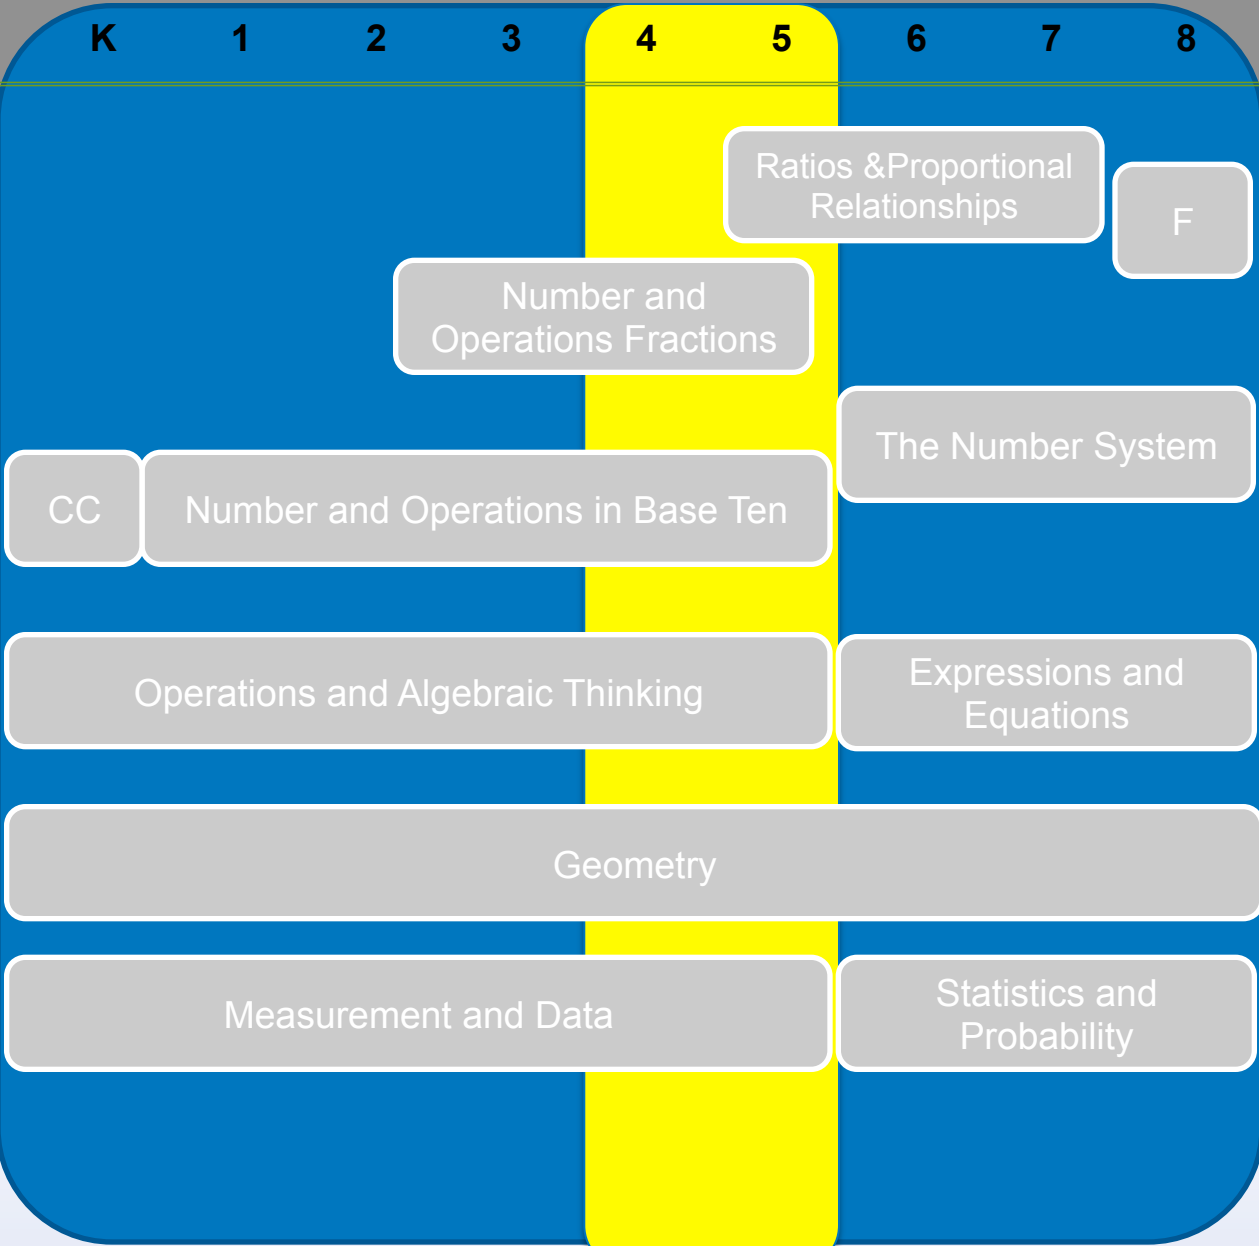 K 1 2 3 4 5 6 7 8
Ratios &Proportional
Relationships
F
Number and
Operations Fractions
The Number System
CC
Number and Operations in Base Ten
Operations and Algebraic Thinking
Expressions and
Equations
Geometry
Measurement and Data
Statistics and
Probability